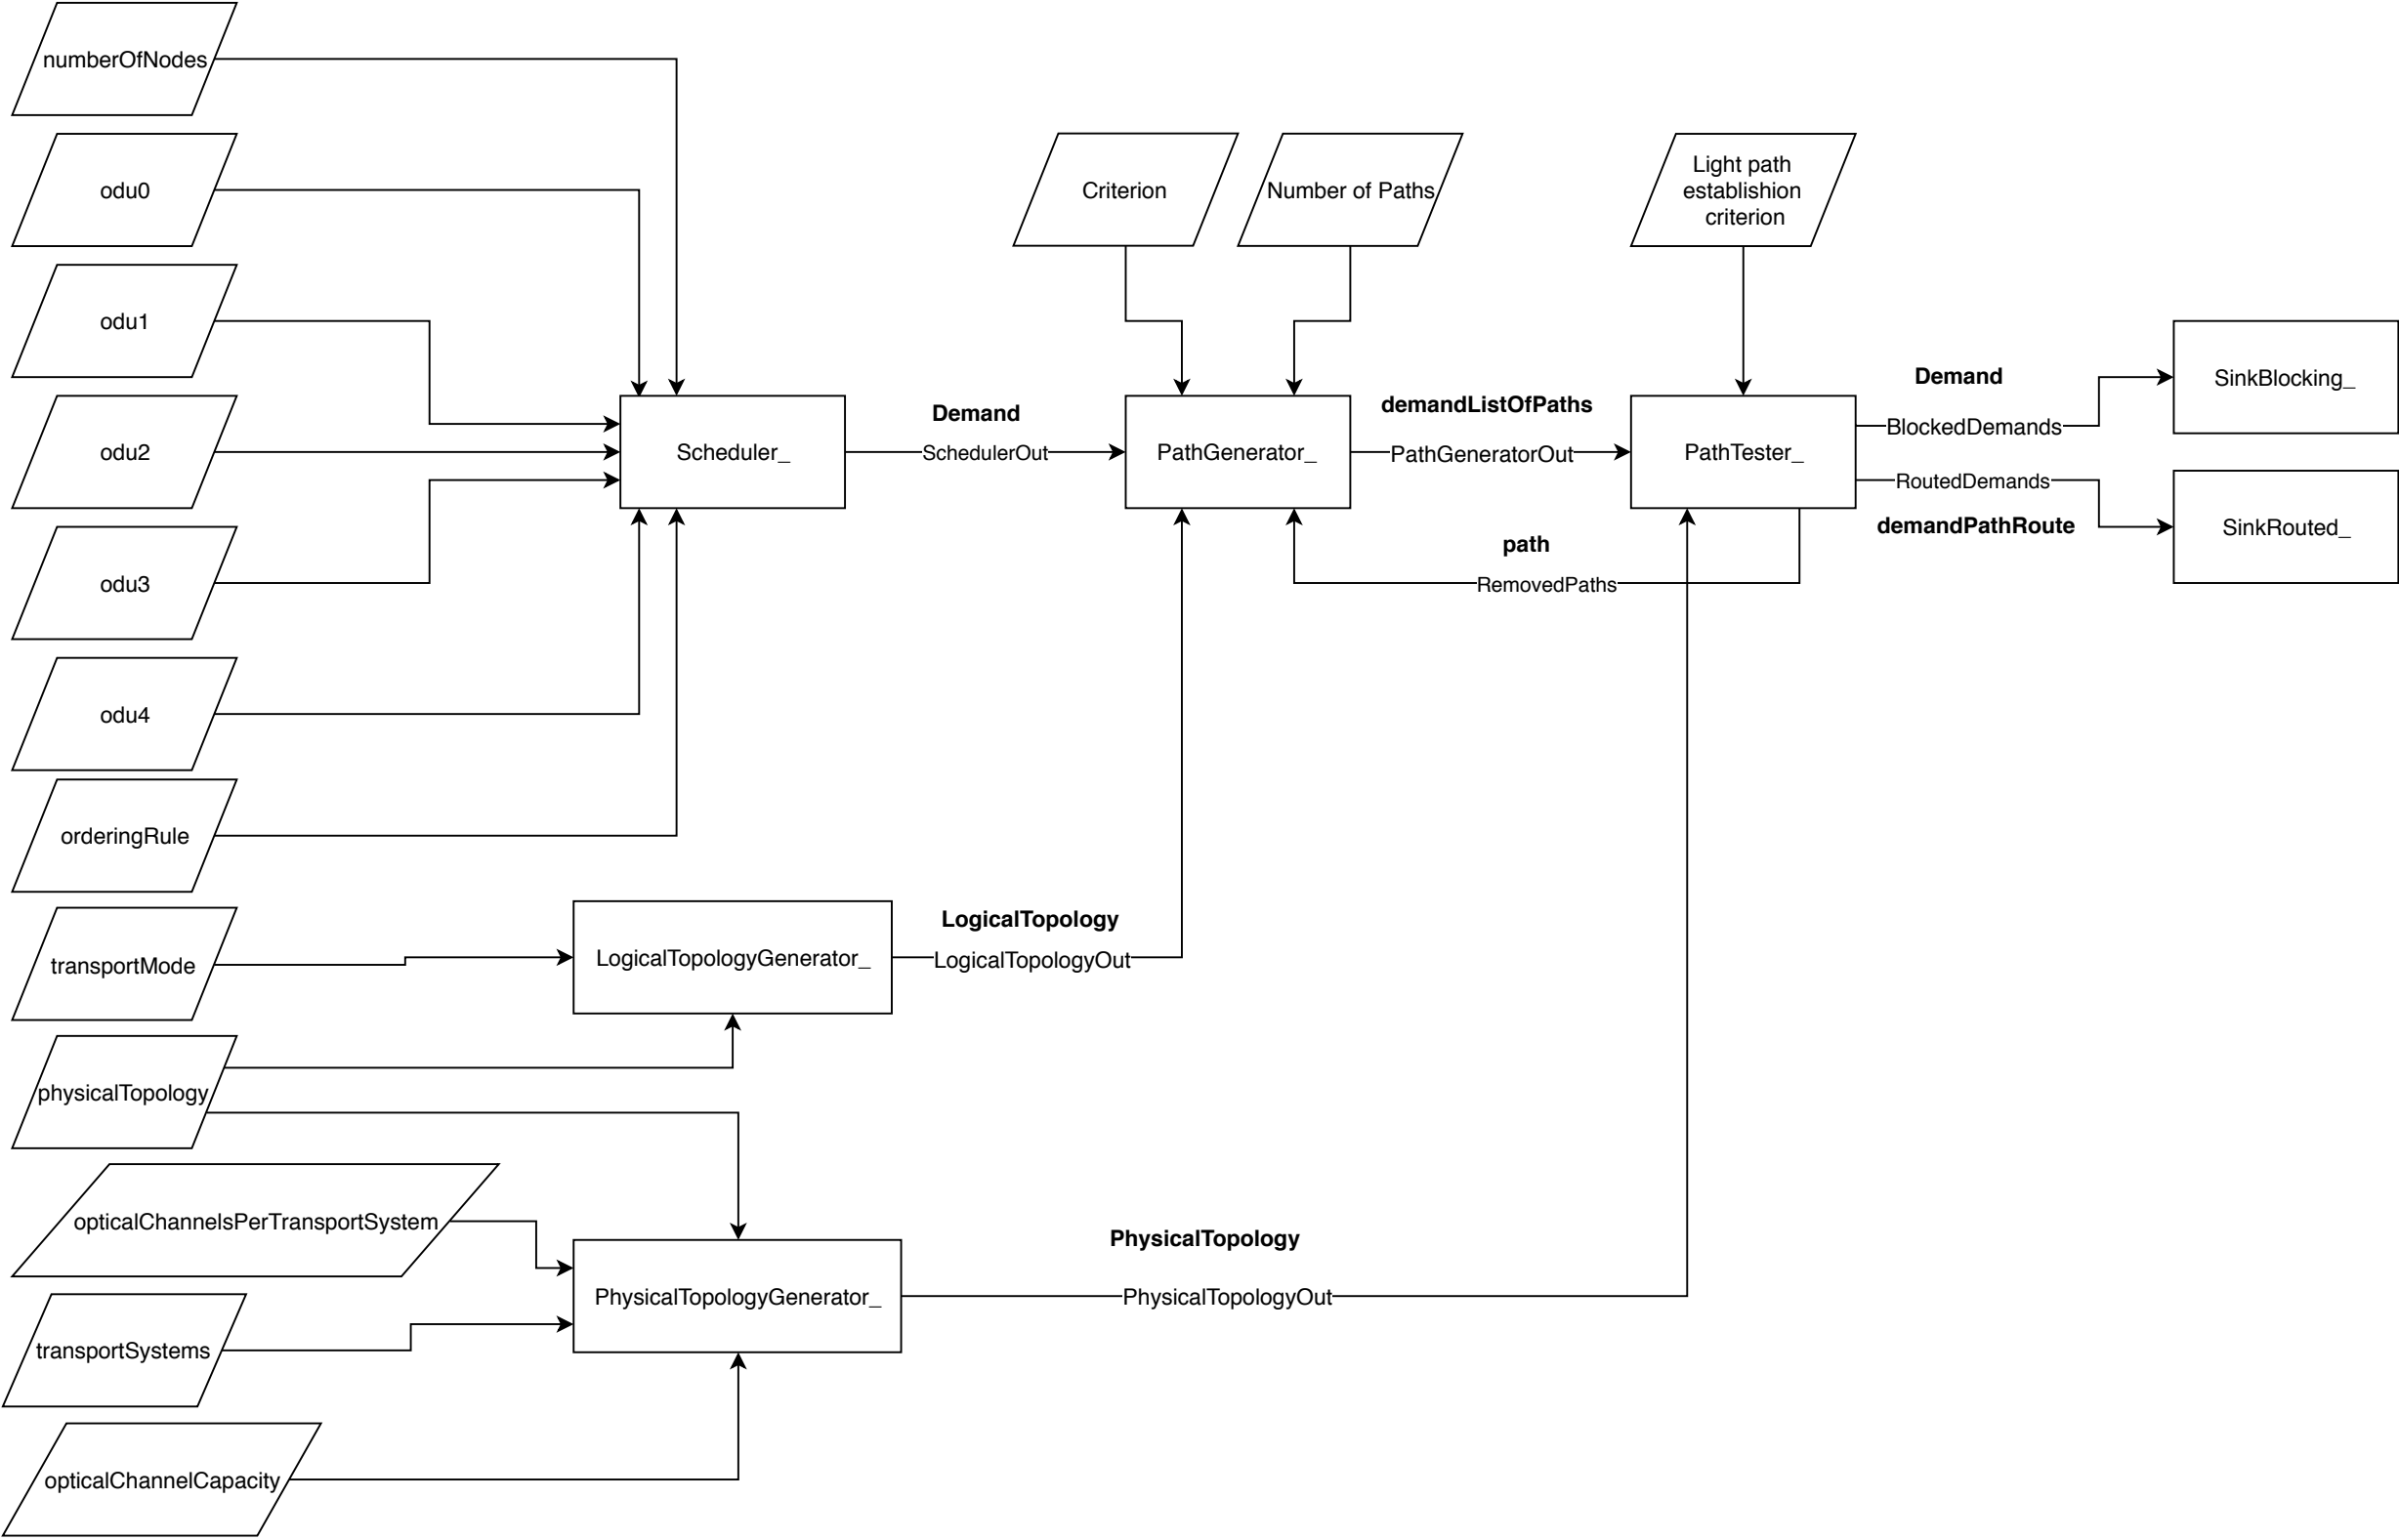 numberOfNodes
odu0
Criterion
Number of Paths
Light path
establishion
criterion
odu1
Demand
SinkBlocking_
demandListOfPaths
Demand
BlockedDemands
odu2
Scheduler_
SchedulerOut
PathGenerator_
PathGeneratorOut
PathTester_
RoutedDemands
demandPathRoute
SinkRouted_
path
RemovedPaths
odu3
odu4
orderingRule
LogicalTopology
transportMode
LogicalTopologyGenerator_
LogicalTopologyOut
physicalTopology
opticalChannelsPerTransportSystem
PhysicalTopology
PhysicalTopologyGenerator_
PhysicalTopologyOut
transportSystems
opticalChannelCapacity